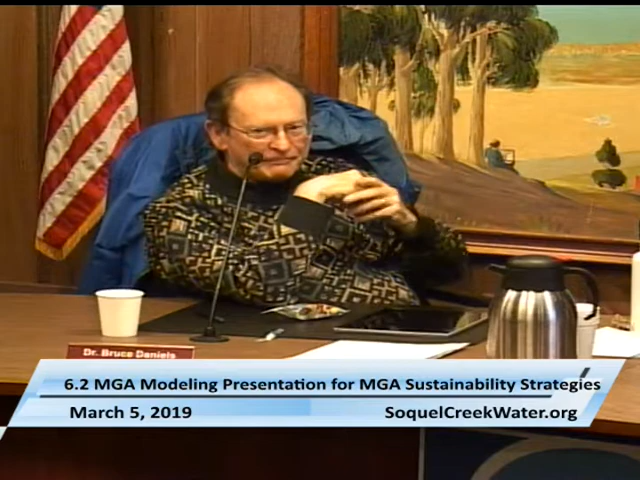 Dr. Bruce Daniels
6.2 MGA Modeling Presentation for MGA Sustainability Strategies
March 5, 2019
SoquelCreekWater.org